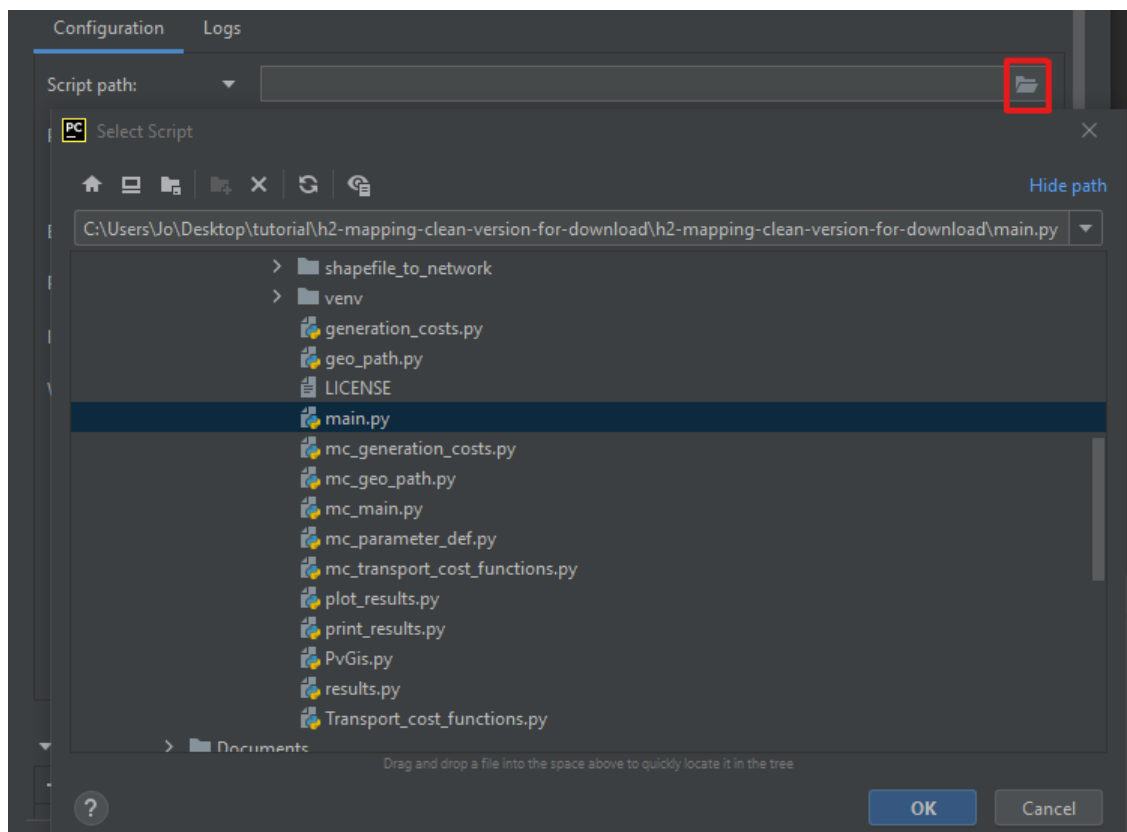 Configuration Logs
Script path:
PC Select Script
Hide path
C:\Users\Jo\Desktop\tutorial\h2-mapping-clean-version-for-download\h2-mapping-clean-version-for-download\main.py
shapefile_to_network
venv
generation_costs.py
geo_path.py
LICENSE
main.py
mc_generation_costs.py
mc_geo_path.py
mc_main.py
mc_parameter_def.py
mc_transport_cost_functions.py
plot_results.py
print_results.py
PvGis.py
results.py
Transport_cost_functions.py
Documents
Drag and drop a file into the space above to quickly locate it in the tree
? OK Cancel